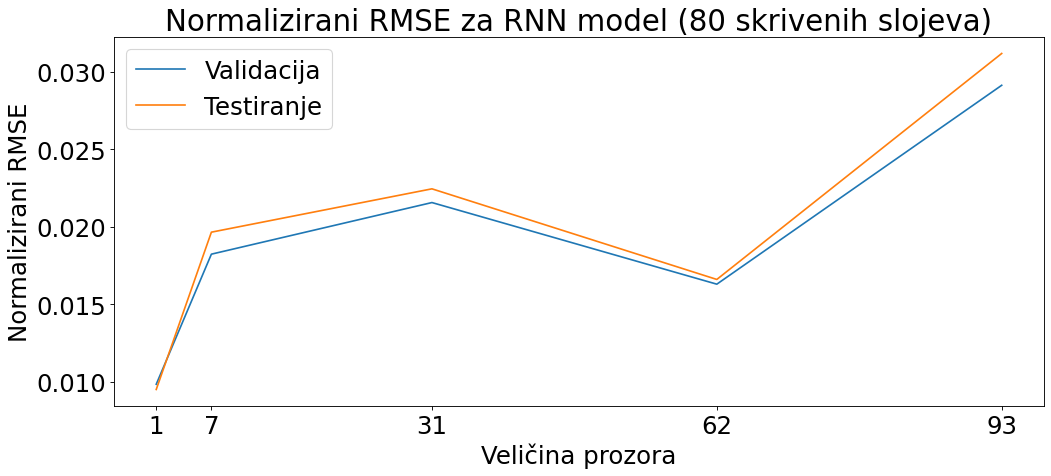 Normalizirani RMSE za RNN model (80 skrivenih slojeva)
Validacija
Testiranje
Normalizirani RMSE
0.030
0.025
0.020
0.015
0.010
1 7 31 62 93
Veličina prozora